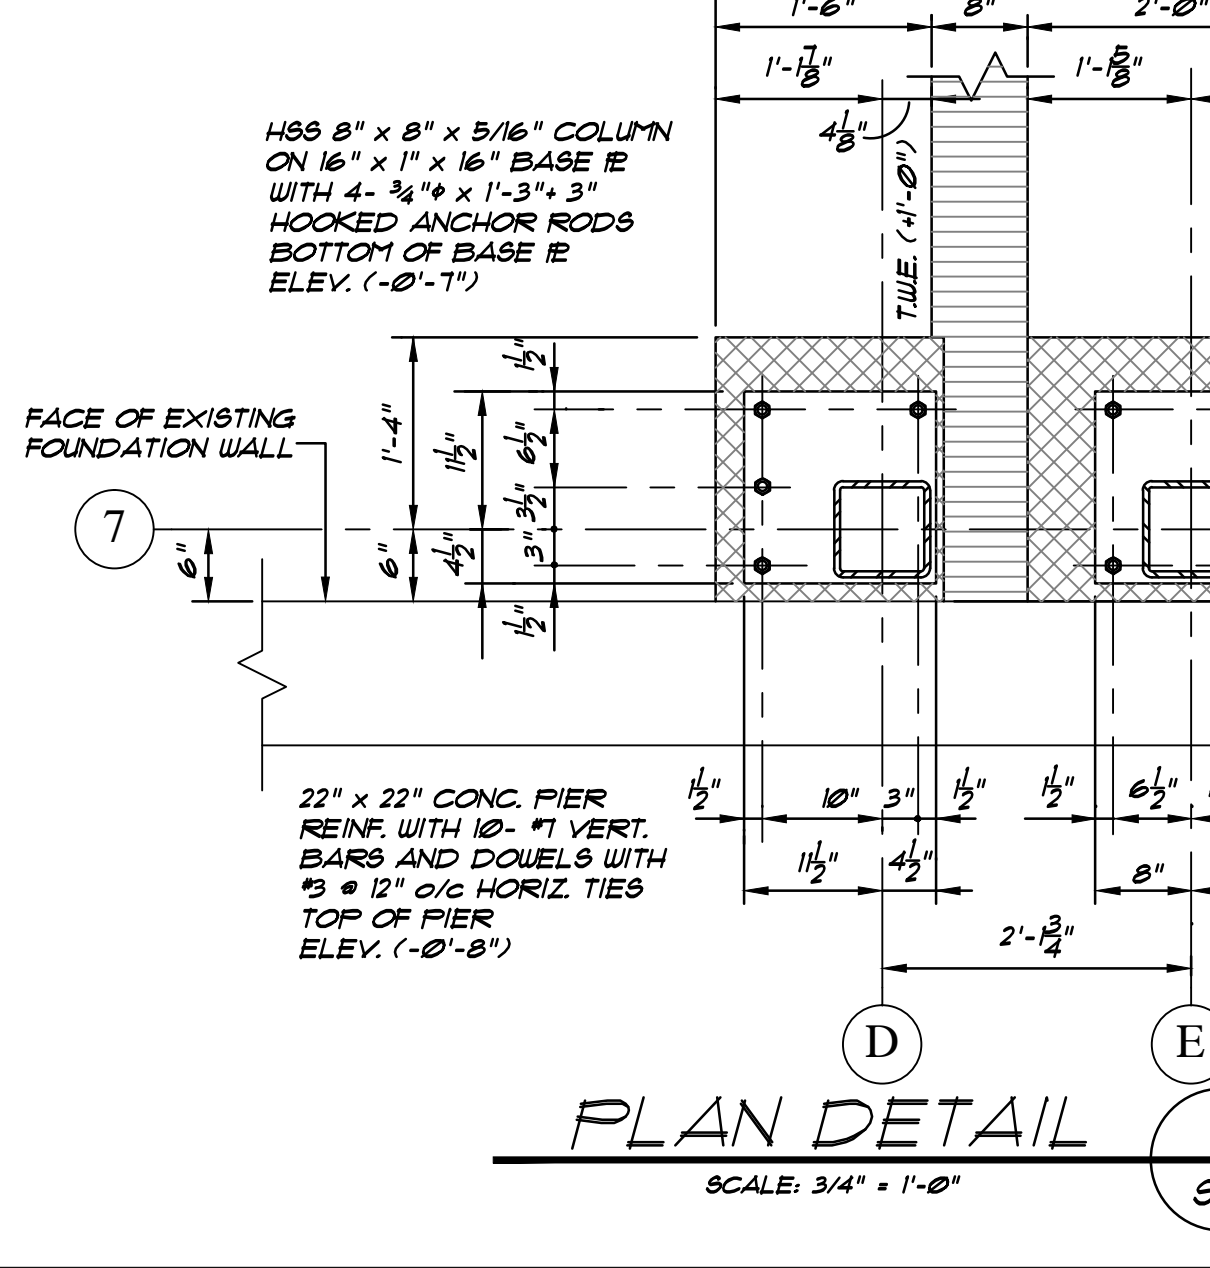 1'-6" 8" 2'-0"
1'-1 7/8" 1'-1 5/8"
4 1/8"
HSS 8" x 8" x 5/16" COLUMN
ON 16" x 1" x 16" BASE PL
WITH 4- 3/4"ϕ x 1'-3"+ 3"
HOOKED ANCHOR RODS
BOTTOM OF BASE PL
ELEV. (-0'-7")
T.W.E. (+1'-0")
FACE OF EXISTING
FOUNDATION WALL
7
6"
1'-4"
6"
11 1/2"
4 1/2"
1 1/2"
6 1/2"
3 1/2"
3"
1 1/2"
22" x 22" CONC. PIER
REINF. WITH 10- #7 VERT.
BARS AND DOWELS WITH
#3 @ 12" o/c HORIZ. TIES
TOP OF PIER
ELEV. (-0'-8")
1 1/2" 10" 3" 1 1/2" 1 1/2" 6 1/2"
11 1/2" 4 1/2" 8"
2'-1 3/4"
D E
PLAN DETAIL
SCALE: 3/4" = 1'-0"